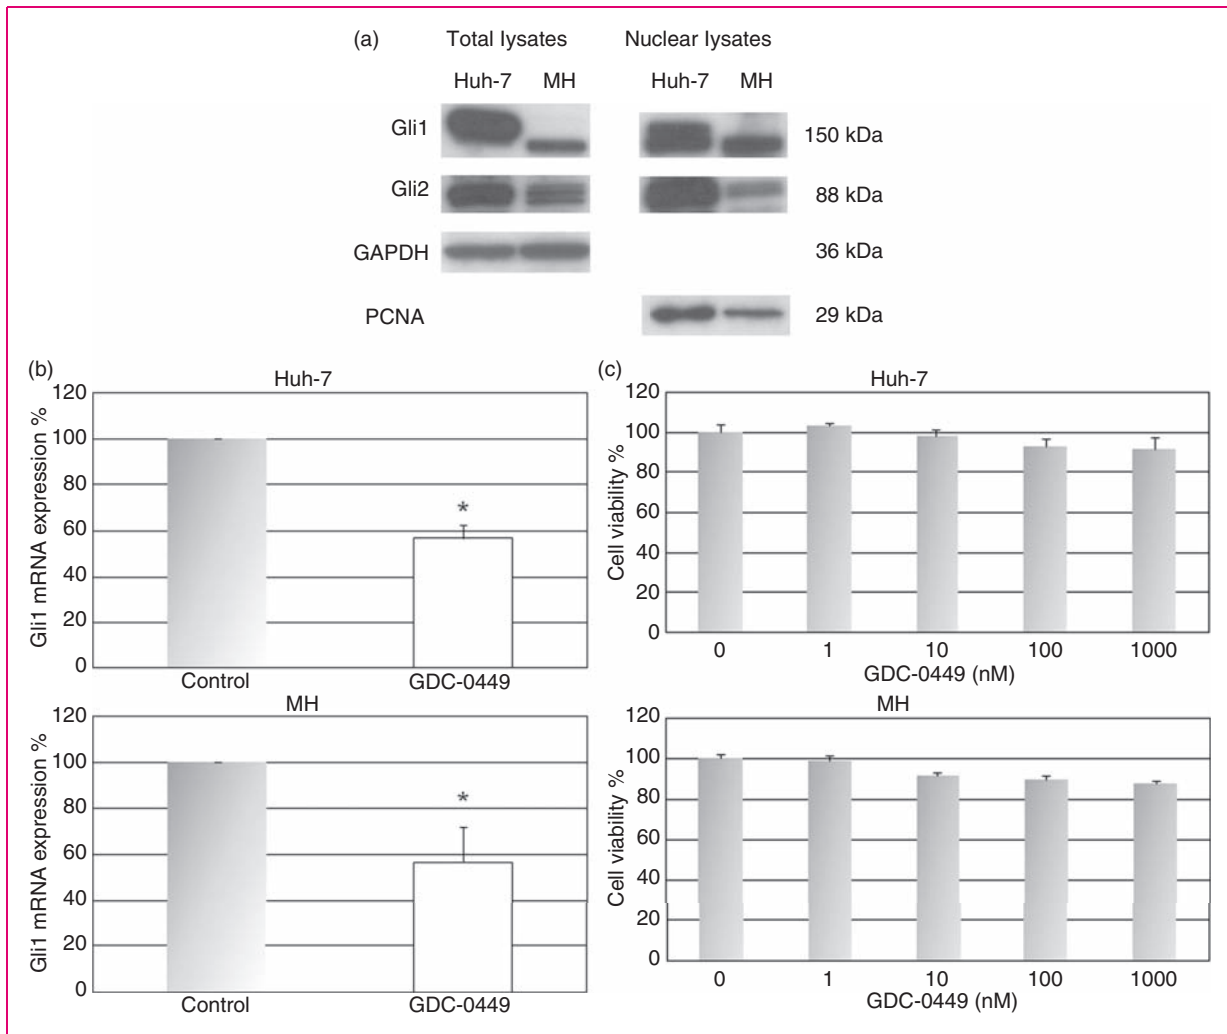 (a) Total lysates Nuclear lysates
Huh-7 MH Huh-7 MH
Gli1 150 kDa
Gli2 88 kDa
GAPDH 36 kDa
PCNA 29 kDa
(b)
Huh-7
Gli1 mRNA expression %
120
100
80
60
40
20
0
*
Control GDC-0449
MH
Gli1 mRNA expression %
120
100
80
60
40
20
0
*
Control GDC-0449
(c)
Huh-7
Cell viability %
120
100
80
60
40
20
0
0 1 10 100 1000
GDC-0449 (nM)
MH
Cell viability %
120
100
80
60
40
20
0
0 1 10 100 1000
GDC-0449 (nM)